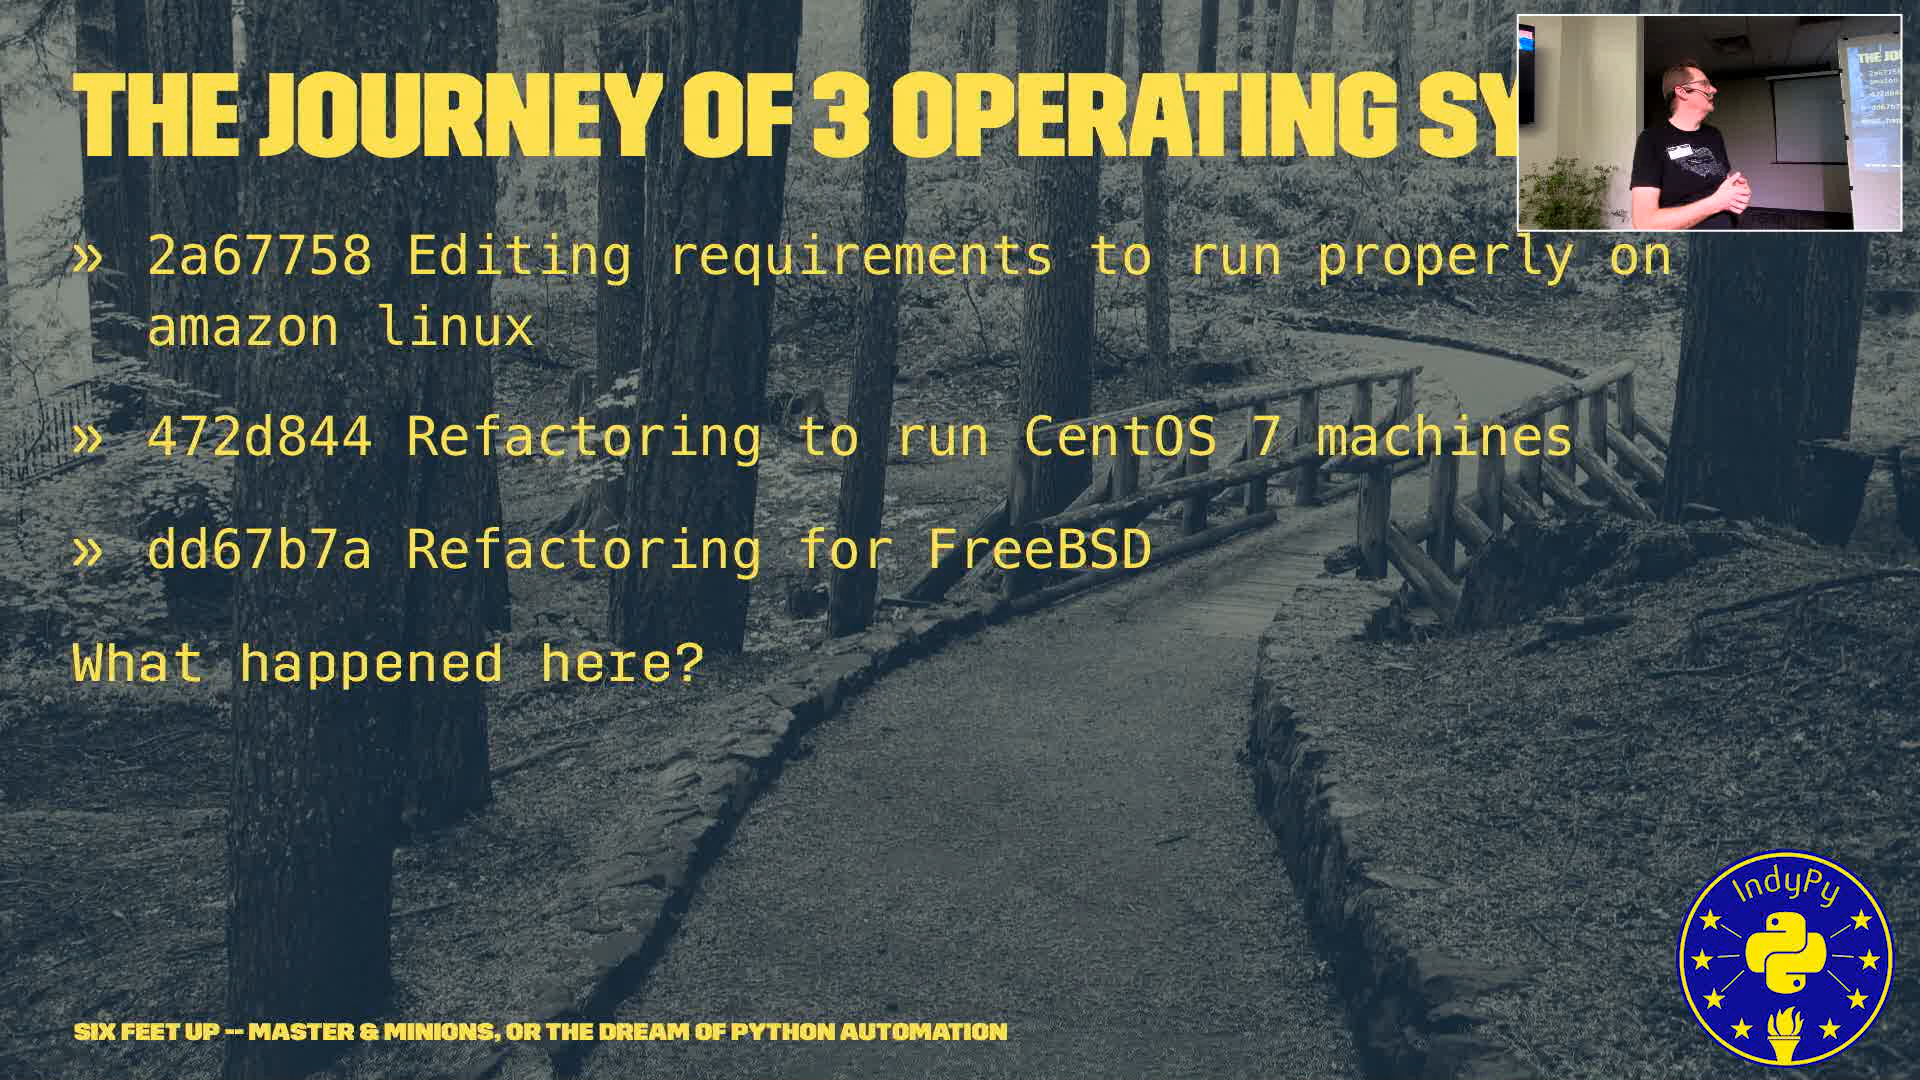 THE JOURNEY OF 3 OPERATING SY
» 2a67758 Editing requirements to run properly on
amazon linux
» 472d844 Refactoring to run CentOS 7 machines
» dd67b7a Refactoring for FreeBSD
What happened here?
IndyPy
SIX FEET UP -- MASTER & MINIONS, OR THE DREAM OF PYTHON AUTOMATION